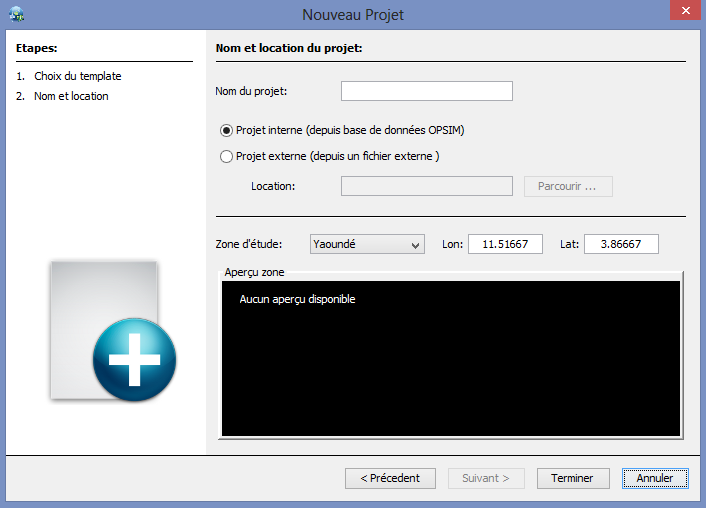 Nouveau Projet
Etapes:
1. Choix du template
2. Nom et location
Nom et location du projet:
Nom du projet:
Projet interne (depuis base de données OPSIM)
Projet externe (depuis un fichier externe )
Location:
Parcourir ...
Zone d'étude:
Yaoundé
Lon:
11.51667
Lat:
3.86667
Aperçu zone
Aucun aperçu disponible
< Précedent
Suivant >
Terminer
Annuler